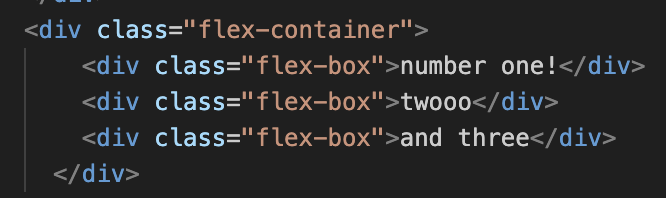 </div>
<div class="flex-container">
<div class="flex-box">number one!</div>
<div class="flex-box">twooo</div>
<div class="flex-box">and three</div>
</div>